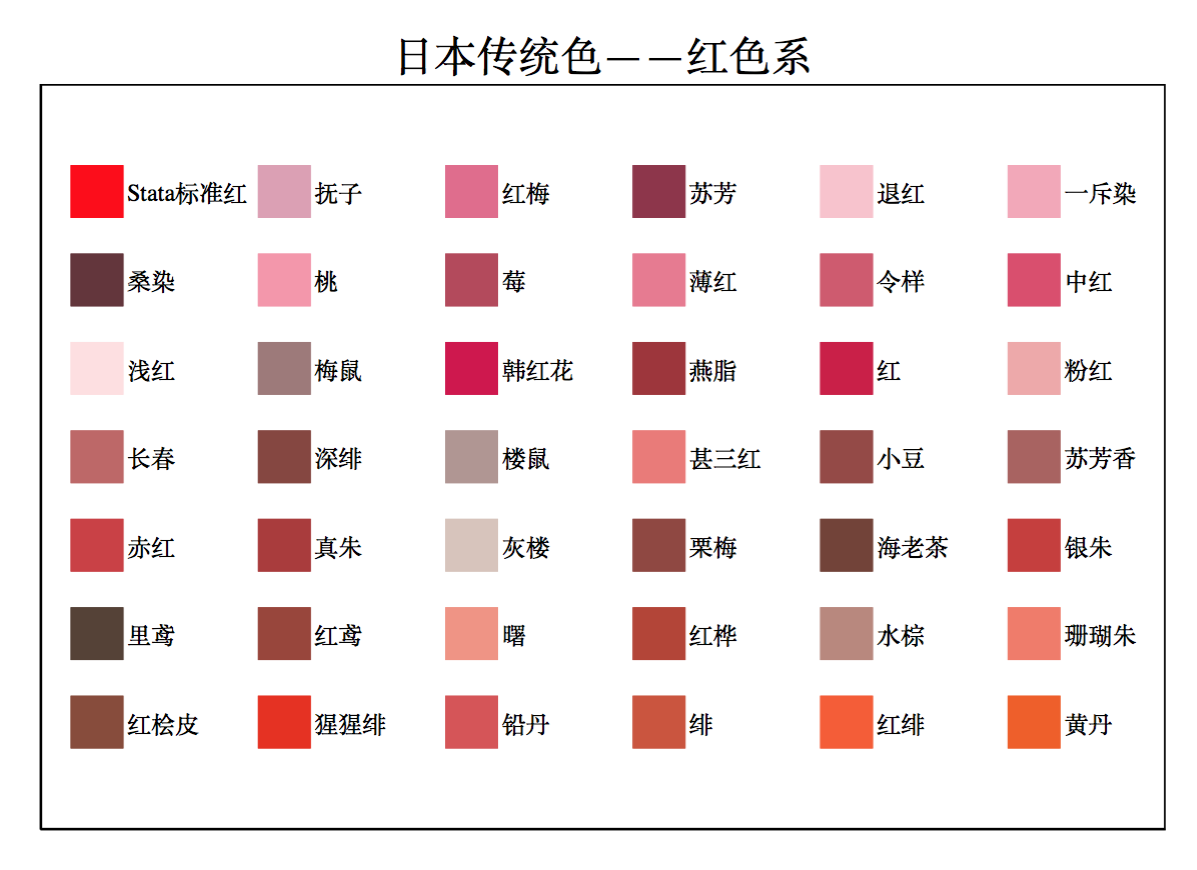 日本传统色——红色系
Stata标准红 抚子 红梅 苏芳 退红 一斥染
桑染 桃 莓 薄红 令样 中红
浅红 梅鼠 韩红花 燕脂 红 粉红
长春 深绯 楼鼠 甚三红 小豆 苏芳香
赤红 真朱 灰楼 栗梅 海老茶 银朱
里鸢 红鸢 曙 红桦 水棕 珊瑚朱
红桧皮 猩猩绯 铅丹 绯 红绯 黄丹